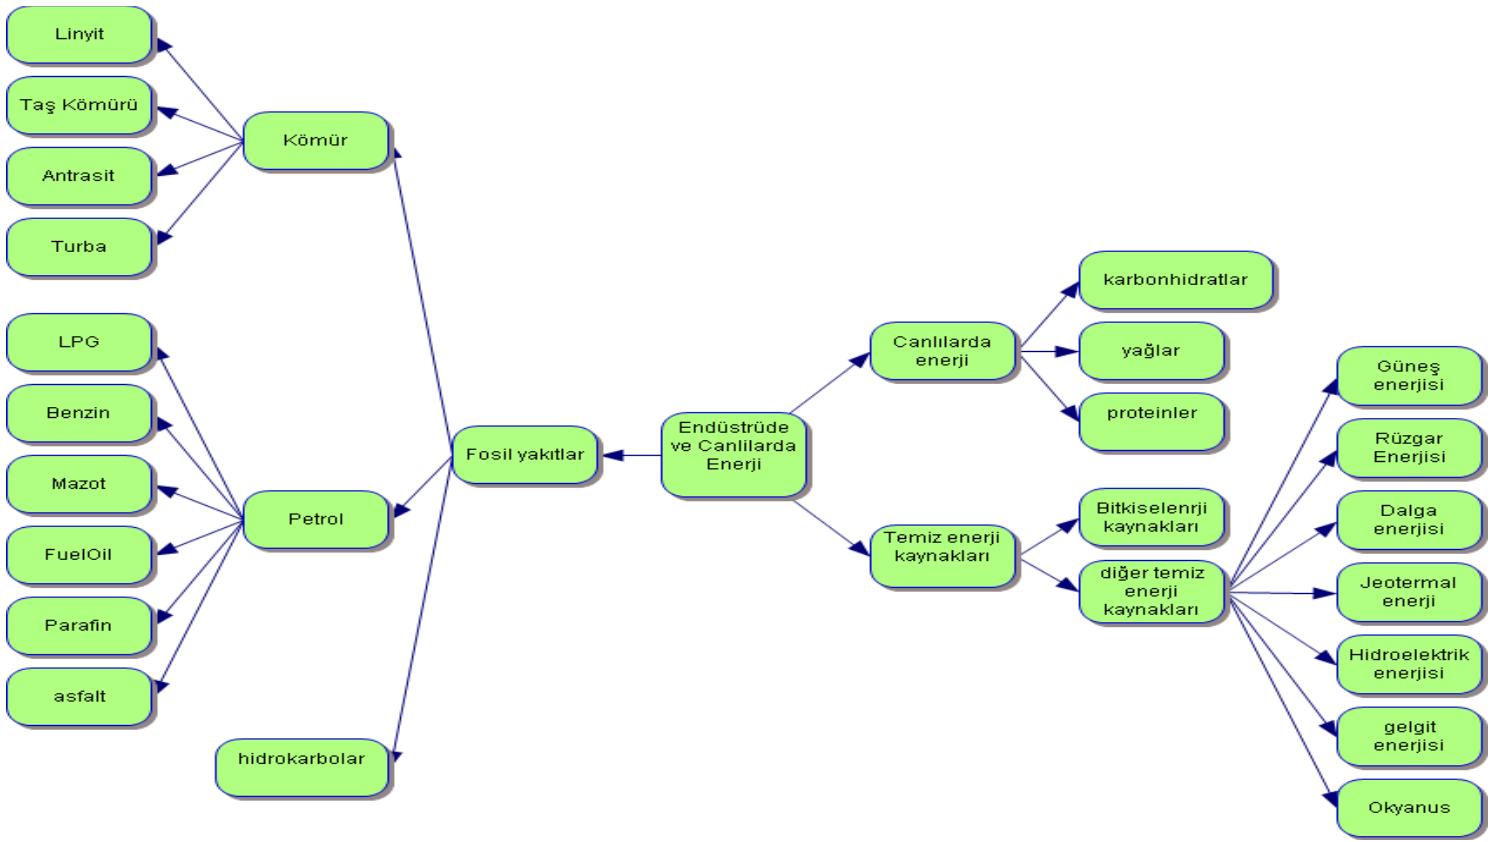 Linyit
Taş Kömürü
Antrasit
Turba
Kömür
LPG
Benzin
Mazot
FuelOil
Parafin
asfalt
Petrol
hidrokarbolar
Fosil yakıtlar
Endüstrüde
ve Canlilarda
Enerji
Canlılarda
enerji
karbonhidratlar
yağlar
proteinler
Temiz enerji
kaynakları
Bitkiselenrji
kaynakları
diğer temiz
enerji
kaynakları
Güneş
enerjisi
Rüzgar
Enerjisi
Dalga
enerjisi
Jeotermal
enerji
Hidroelektrik
enerjisi
gelgit
enerjisi
Okyanus